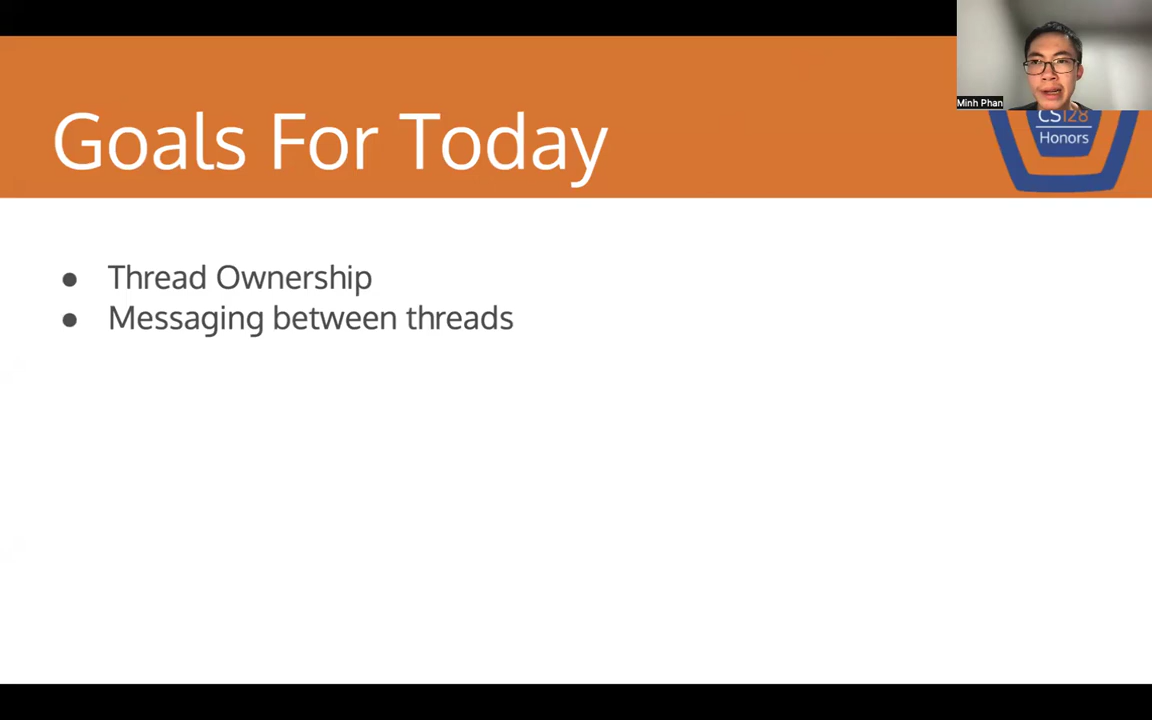 Goals For Today
Minh Phan
CS128
Honors
● Thread Ownership
● Messaging between threads